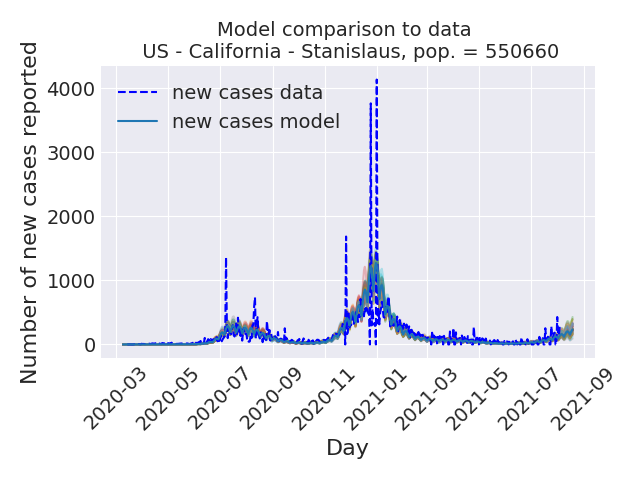 Model comparison to data
US - California - Stanislaus, pop. = 550660
Number of new cases reported
4000
3000
2000
1000
0
new cases data
new cases model
2020-03
2020-05
2020-07
2020-09
2020-11
2021-01
2021-03
2021-05
2021-07
2021-09
Day